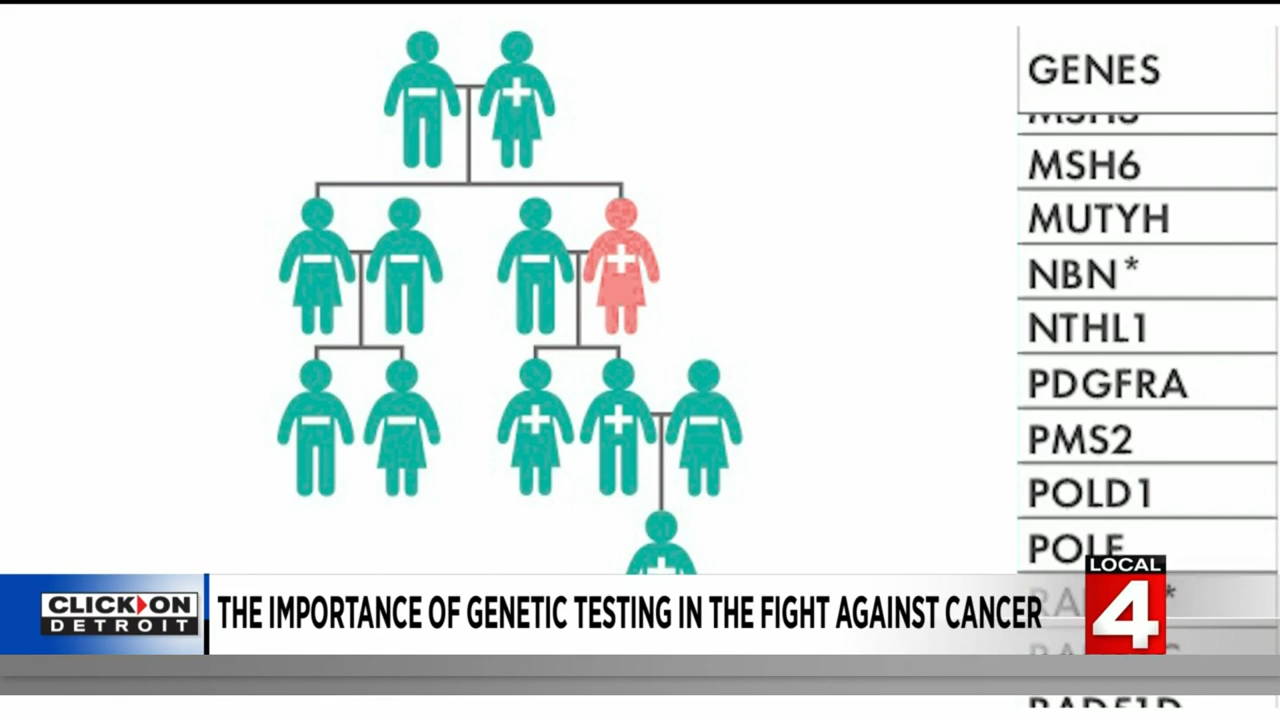 GENES
MSH6
MUTYH
NBN*
NTHL1
PDGFRA
PMS2
POLD1
POLE
RAD51D
CLICK ON
DETROIT
THE IMPORTANCE OF GENETIC TESTING IN THE FIGHT AGAINST CANCER
LOCAL
4